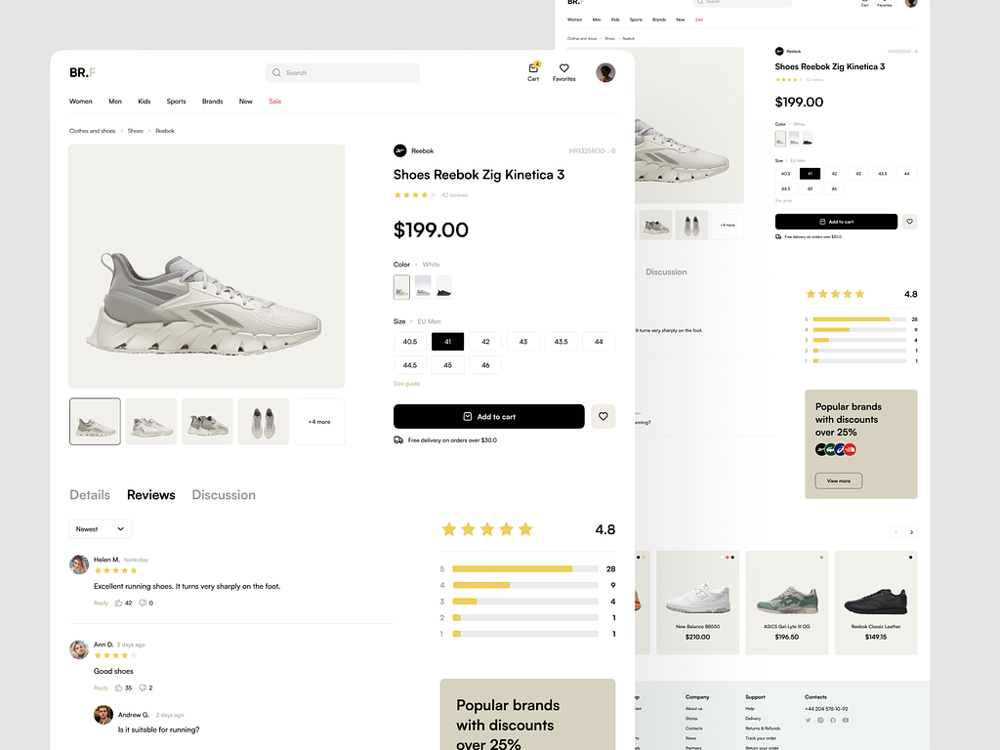 BR.F
Search
4
Cart
Favorites
Women
Men
Kids
Sports
Brands
New
Sale
Clothes and shoes
Shoes
Reebok
Reebok
Shoes Reebok Zig Kinetica 3
42 reviews
$199.00
Color
White
Size
EU Men
40.5
41
42
43
43.5
44
44.5
45
46
Size guide
Add to cart
Free delivery on orders over $30.0
+4 more
Details
Reviews
Discussion
Newest
Helen M.
Yesterday
Excellent running shoes. It turns very sharply on the foot.
Reply
42
0
Ann D.
2 days ago
Good shoes
Reply
35
2
Andrew G.
2 days ago
Is it suitable for running?
4.8
5
28
4
9
3
4
2
1
1
1
Popular brands
with discounts
over 25%
BR.
Search
Cart
Favorites
Women
Men
Kids
Sports
Brands
New
Sale
Clothes and shoes
Shoes
Reebok
Reebok
Shoes Reebok Zig Kinetica 3
42 reviews
$199.00
Color
White
Size
EU Men
40.5
41
42
43
43.5
44
44.5
45
46
Size guide
Add to cart
Free delivery on orders over $30.0
+4 more
Discussion
It turns very sharply on the foot.
4.8
5
28
4
9
3
4
2
1
1
1
Popular brands
with discounts
over 25%
View more
New Balance BB550
$210.00
ASICS Gel-Lyte III OG
$196.50
Reebok Classic Leather
$149.15
Company
About us
Stores
Contacts
News
Partners
Support
Help
Delivery
Returns & Refunds
Track your order
Return your order
Contacts
+44 204 578-10-92